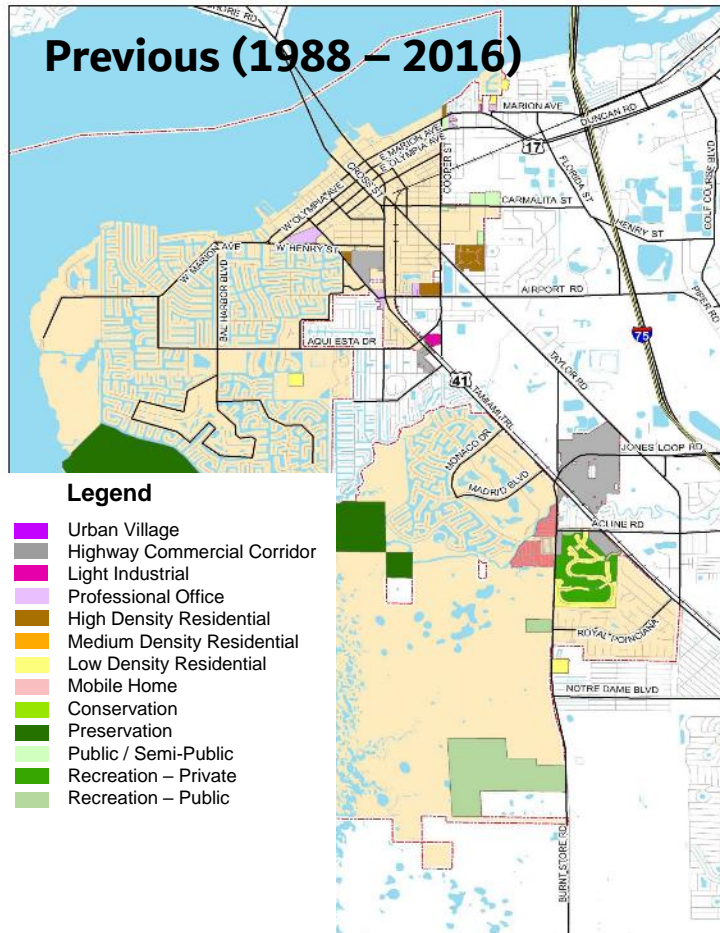 Previous (1988 – 2016)
ORE RD
MARION AVE
DUNCAN RD
17
E MARION AVE
E OLYMPIA AVE
CROSS ST
COOPER ST
FLORIDA ST
GOLF COURSE BLVD
W OLYMPIA AVE
CARMALITA ST
HENRY ST
W MARION AVE
W HENRY ST
BAL HARBOR BLVD
AIRPORT RD
PIPER RD
AQUI ESTA DR
75
TAYLOR RD
41
TAMIAMI TRL
MONACO DR
JONES LOOP RD
MADRID BLVD
ACLINE RD
ROYAL POINCIANA
NOTRE DAME BLVD
BURNT STORE RD
Legend
Urban Village
Highway Commercial Corridor
Light Industrial
Professional Office
High Density Residential
Medium Density Residential
Low Density Residential
Mobile Home
Conservation
Preservation
Public / Semi-Public
Recreation – Private
Recreation – Public